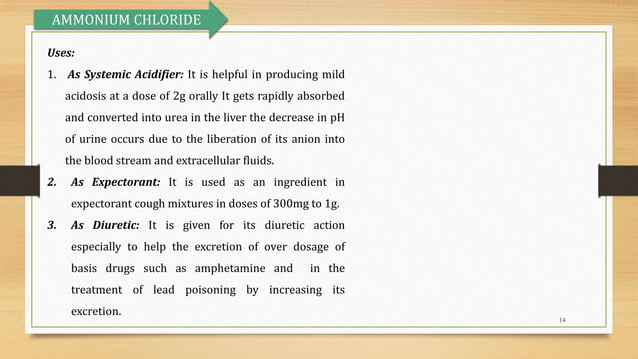 AMMONIUM CHLORIDE
Uses:
1. As Systemic Acidifier: It is helpful in producing mild
acidosis at a dose of 2g orally It gets rapidly absorbed
and converted into urea in the liver the decrease in pH
of urine occurs due to the liberation of its anion into
the blood stream and extracellular fluids.
2. As Expectorant: It is used as an ingredient in
expectorant cough mixtures in doses of 300mg to 1g.
3. As Diuretic: It is given for its diuretic action
especially to help the excretion of over dosage of
basis drugs such as amphetamine and in the
treatment of lead poisoning by increasing its
excretion.
14